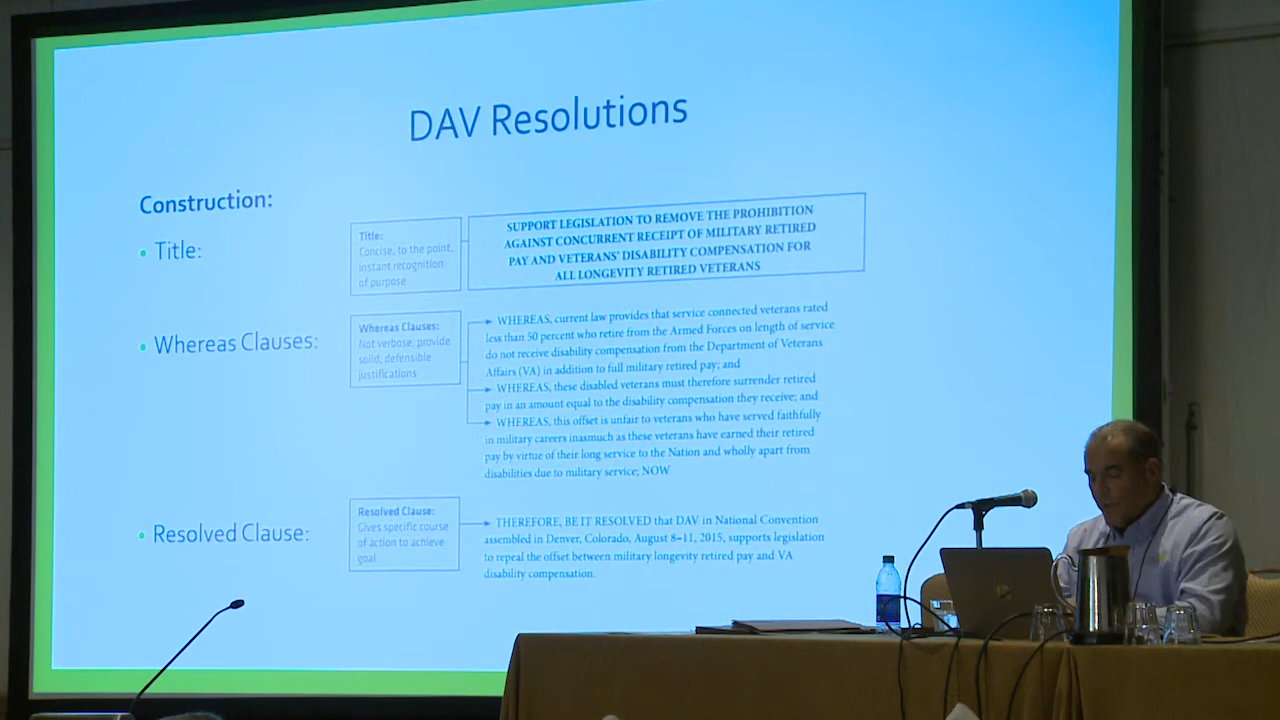 DAV Resolutions
Construction:
• Title:
Title:
Concise, to the point,
instant recognition
of purpose
SUPPORT LEGISLATION TO REMOVE THE PROHIBITION
AGAINST CONCURRENT RECEIPT OF MILITARY RETIRED
PAY AND VETERANS' DISABILITY COMPENSATION FOR
ALL LONGEVITY RETIRED VETERANS
• Whereas Clauses:
Whereas Clauses:
Not verbose, provide
solid, defensible
justifications
WHEREAS, current law provides that service connected veterans rated
less than 50 percent who retire from the Armed Forces on length of service
do not receive disability compensation from the Department of Veterans
Affairs (VA) in addition to full military retired pay; and
WHEREAS, these disabled veterans must therefore surrender retired
pay in an amount equal to the disability compensation they receive; and
WHEREAS, this offset is unfair to veterans who have served faithfully
in military careers inasmuch as these veterans have earned their retired
pay by virtue of their long service to the Nation and wholly apart from
disabilities due to military service; NOW
• Resolved Clause:
Resolved Clause:
Gives specific course
of action to achieve
goal
THEREFORE, BE IT RESOLVED that DAV in National Convention
assembled in Denver, Colorado, August 8–11, 2015, supports legislation
to repeal the offset between military longevity retired pay and VA
disability compensation.